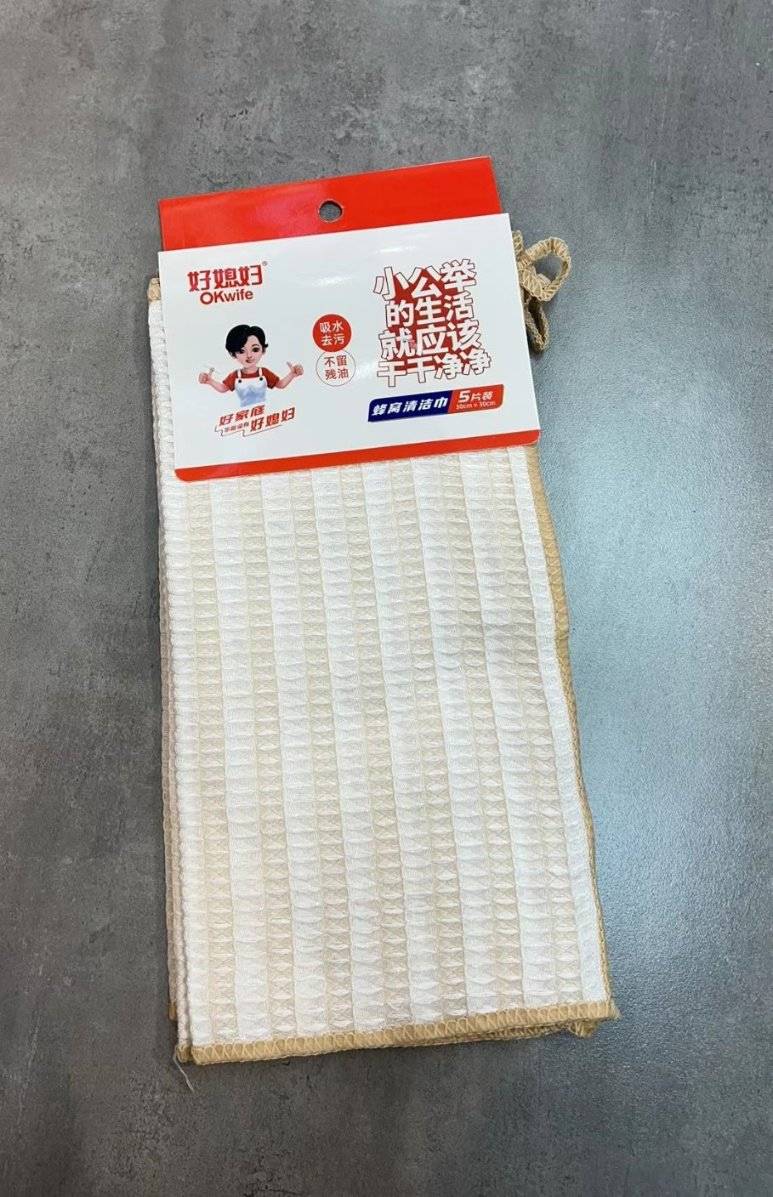 好媳妇®
OKwife
小公举
的生活
就应该
干干净净
吸水
去污
不留
残油
好家庭
好媳妇
蜂窝清洁巾
5片装
30cm × 30cm